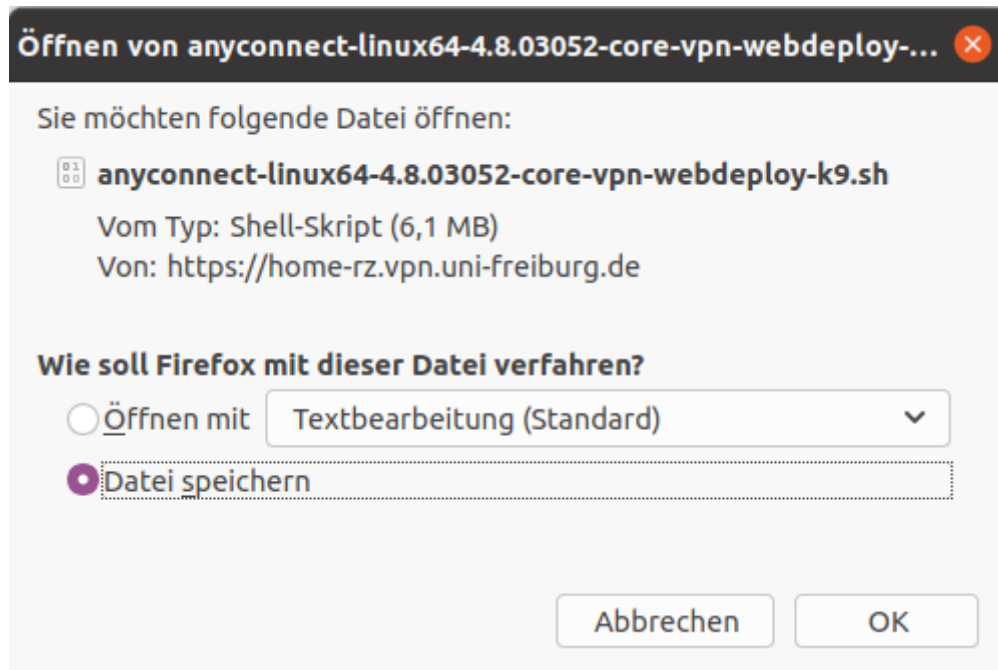 Öffnen von anyconnect-linux64-4.8.03052-core-vpn-webdeploy-...
Sie möchten folgende Datei öffnen:
anyconnect-linux64-4.8.03052-core-vpn-webdeploy-k9.sh
Vom Typ: Shell-Skript (6,1 MB)
Von: https://home-rz.vpn.uni-freiburg.de
Wie soll Firefox mit dieser Datei verfahren?
Öffnen mit Textbearbeitung (Standard)
Datei speichern
Abbrechen OK